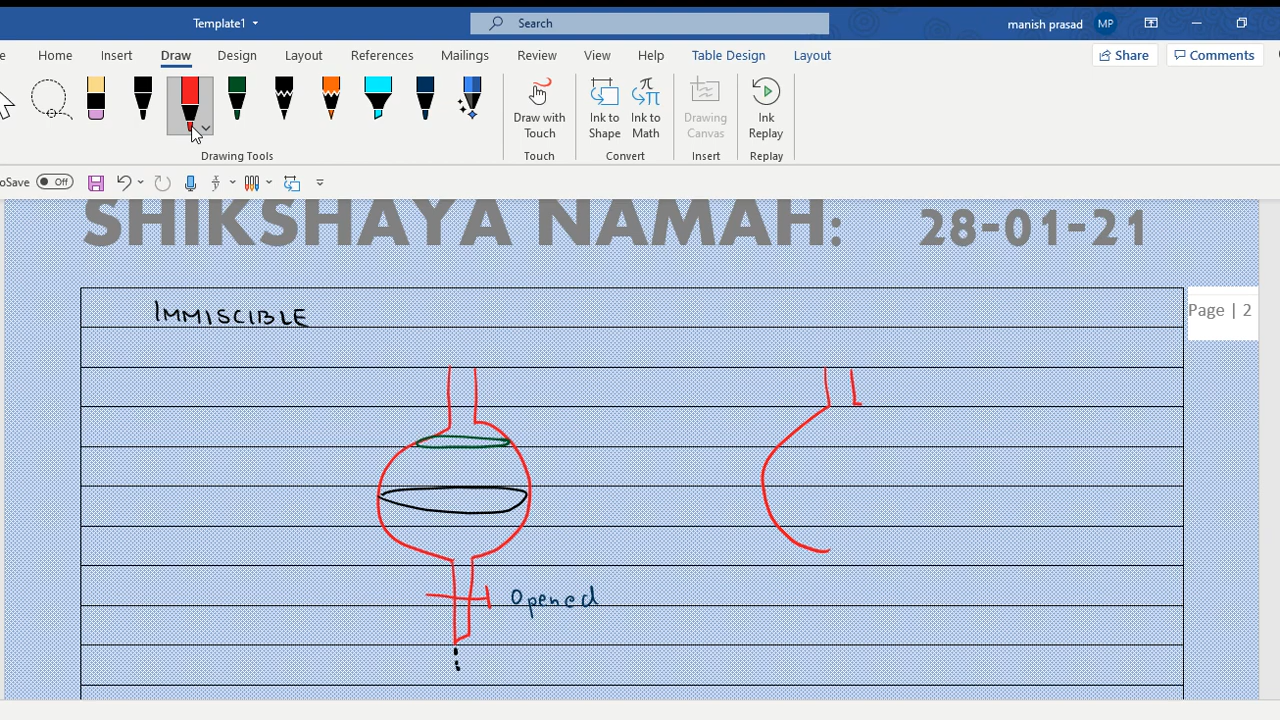 Template1
Search
manish prasad MP
Home Insert Draw Design Layout References Mailings Review View Help Table Design Layout
Share Comments
Draw with Touch
Ink to Shape
Ink to Math
Drawing Canvas
Ink Replay
Drawing Tools Touch Convert Insert Replay
oSave Off
SHIKSHAYA NAMAH: 28-01-21
IMMISCIBLE
Page | 2
Opened